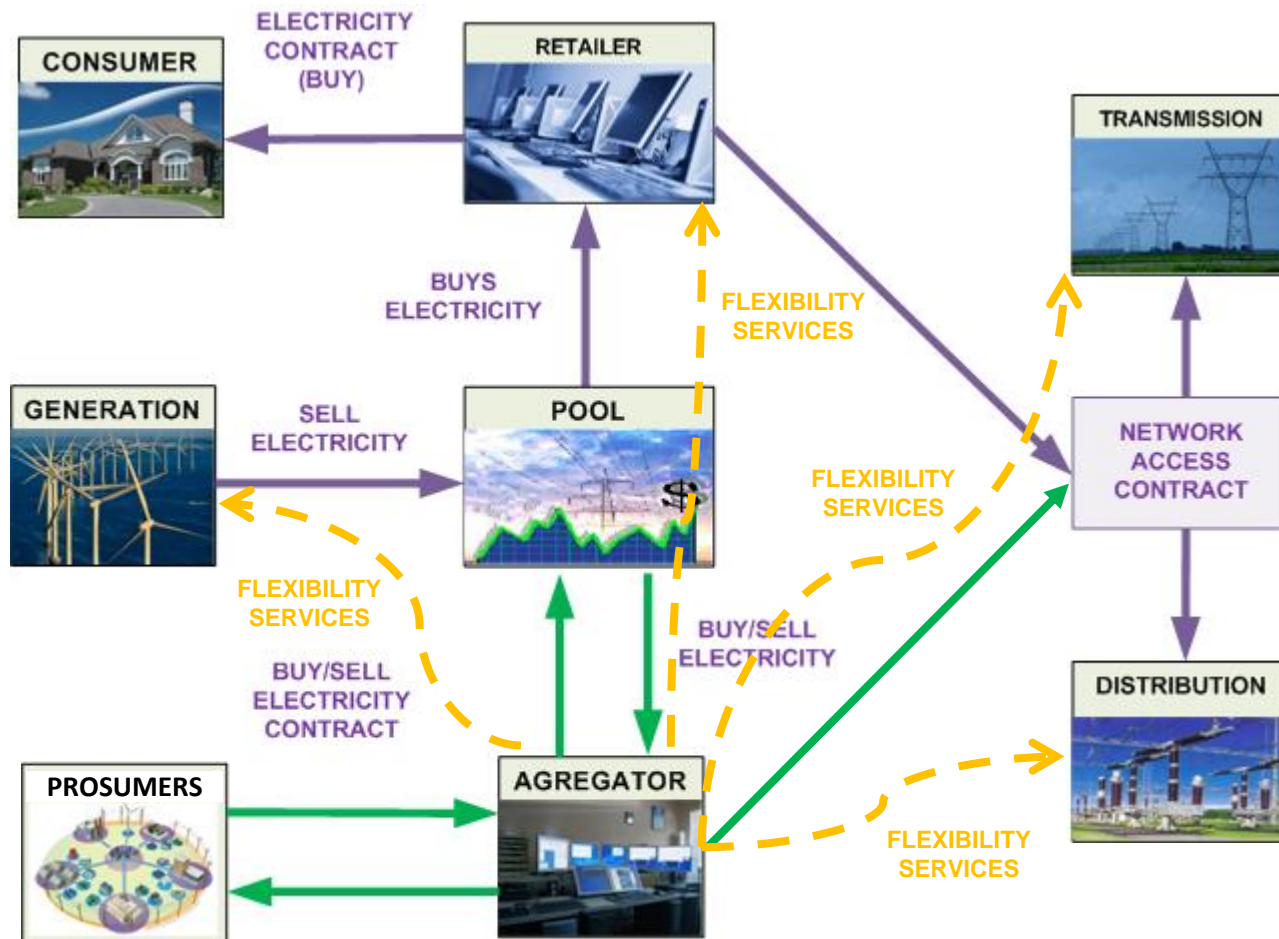 ELECTRICITY
CONTRACT
(BUY)
CONSUMER
RETAILER
TRANSMISSION
BUYS
ELECTRICITY
FLEXIBILITY
SERVICES
GENERATION
SELL
ELECTRICITY
POOL
$
FLEXIBILITY
SERVICES
NETWORK
ACCESS
CONTRACT
FLEXIBILITY
SERVICES
BUY/SELL
ELECTRICITY
BUY/SELL
ELECTRICITY
CONTRACT
DISTRIBUTION
PROSUMERS
AGREGATOR
FLEXIBILITY
SERVICES